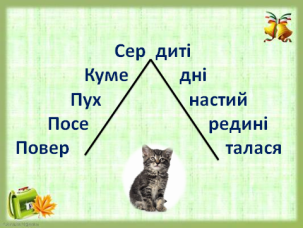 Сер диті
Куме дні
Пух настий
Посе редині
Повер талася